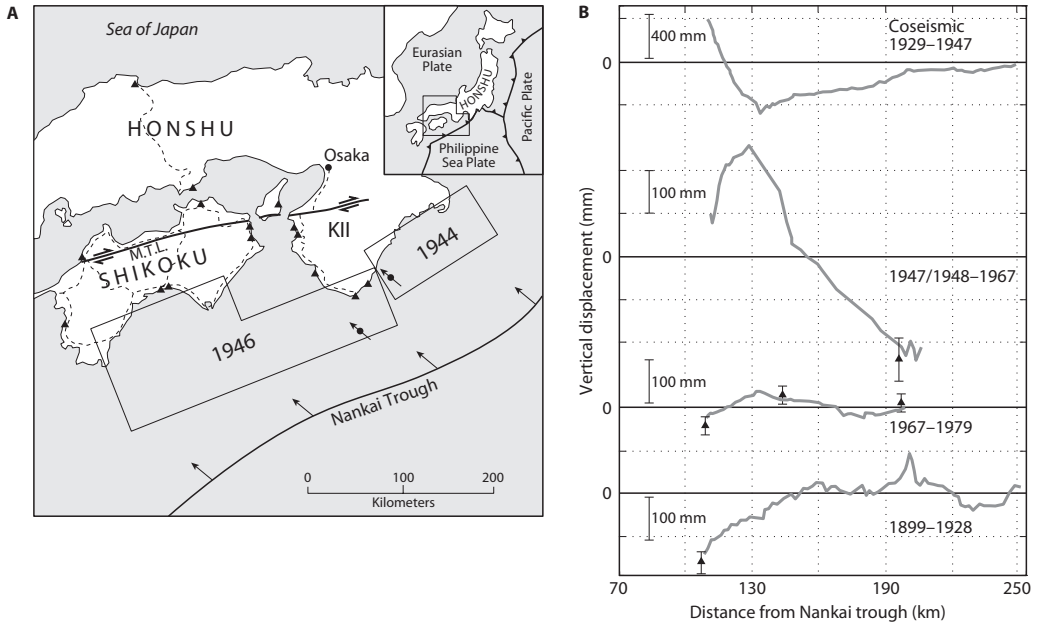 A
Sea of Japan
Eurasian
Plate
HONSHU
Pacific Plate
Philippine
Sea Plate
HONSHU
Osaka
KII
M.T.L.
SHIKOKU
1944
1946
Nankai Trough
0 100 200
Kilometers
B
Vertical displacement (mm)
400 mm
Coseismic
1929–1947
0
100 mm
0
1947/1948–1967
100 mm
0
1967–1979
0
100 mm
1899–1928
70 130 190 250
Distance from Nankai trough (km)